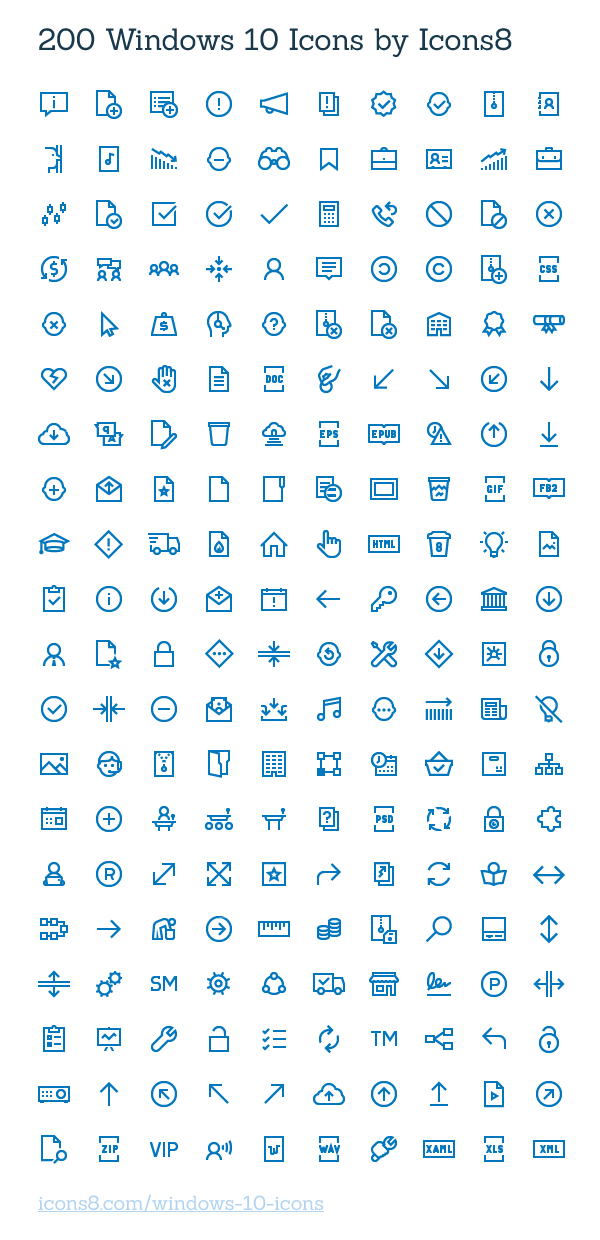 200 Windows 10 Icons by Icons8
CSS
DOC
EPS
EPUB
GIF
FB2
HTML
8
PSD
R
SM
P
TM
ZIP
VIP
W
WAV
XAML
XLS
XML
icons8.com/windows-10-icons